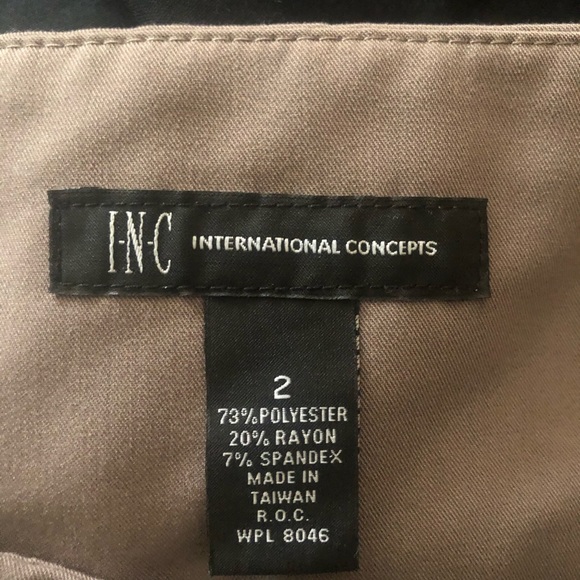 I-N-C INTERNATIONAL CONCEPTS
2
73%POLYESTER
20% RAYON
7% SPANDEX
MADE IN
TAIWAN
R.O.C.
WPL 8046